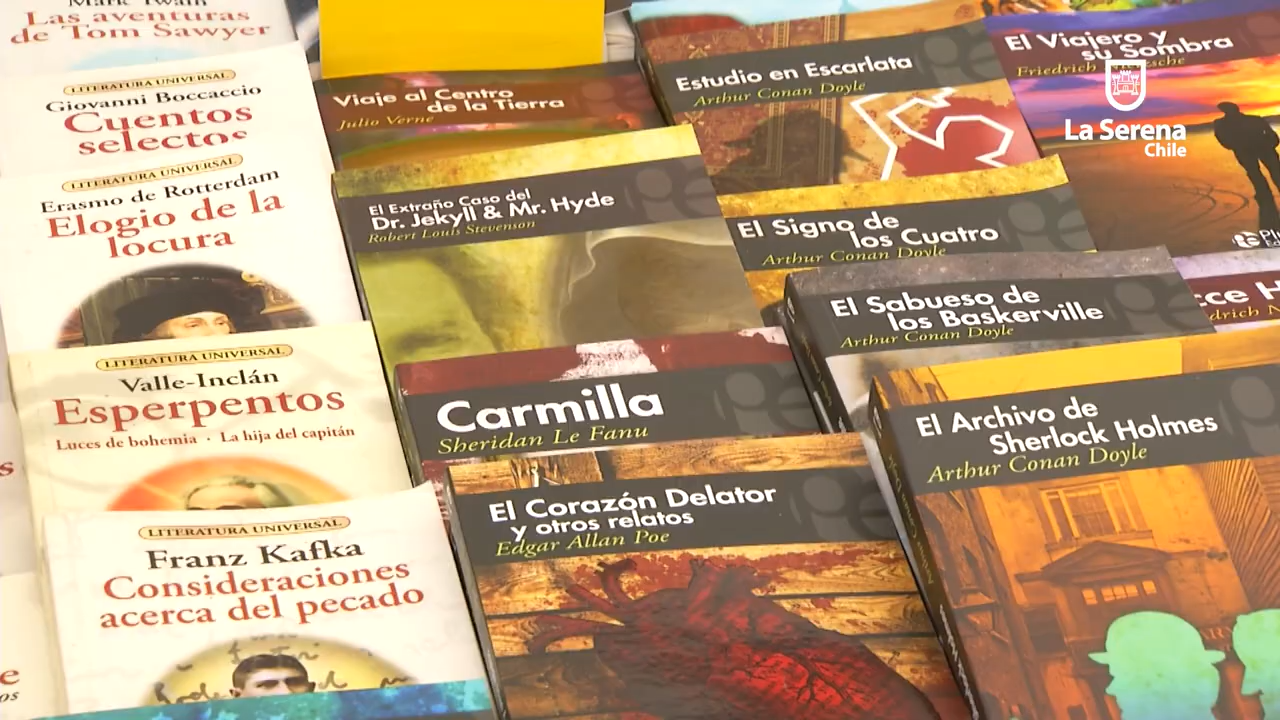 Mark Twain
Las aventuras
de Tom Sawyer
LITERATURA UNIVERSAL
Giovanni Boccaccio
Cuentos
selectos
LITERATURA UNIVERSAL
Erasmo de Rotterdam
Elogio de la
locura
LITERATURA UNIVERSAL
Valle-Inclán
Esperpentos
Luces de bohemia · La hija del capitán
LITERATURA UNIVERSAL
Franz Kafka
Consideraciones
acerca del pecado
Viaje al Centro
de la Tierra
Julio Verne
El Extraño Caso del
Dr. Jekyll & Mr. Hyde
Robert Louis Stevenson
Carmilla
Sheridan Le Fanu
El Corazón Delator
y otros relatos
Edgar Allan Poe
Estudio en Escarlata
Arthur Conan Doyle
El Signo de
los Cuatro
Arthur Conan Doyle
El Sabueso de
los Baskerville
Arthur Conan Doyle
El Archivo de
Sherlock Holmes
Arthur Conan Doyle
El Viajero y
su Sombra
Friedrich
La Serena
Chile